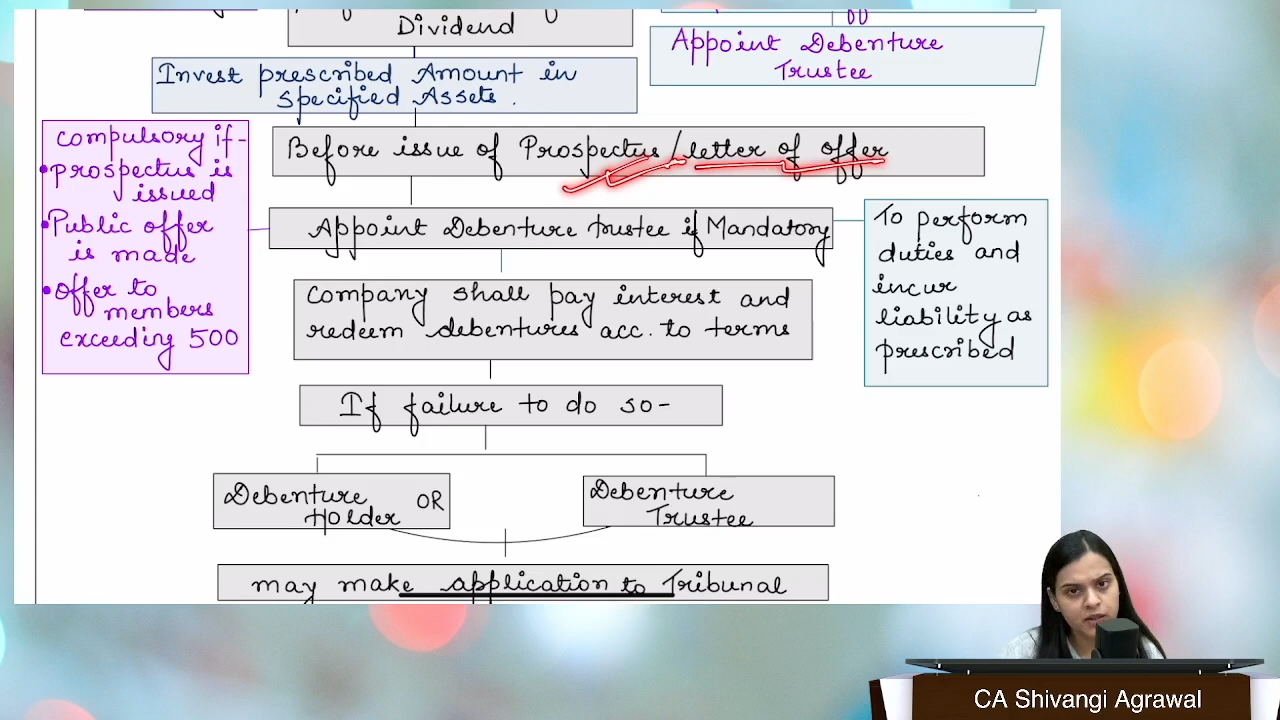 Dividend
Appoint Debenture
Trustee
Invest prescribed Amount in
Specified Assets.
Before issue of Prospectus / letter of offer
compulsory if-
• prospectus is
issued
• Public offer
is made
• offer to
members
exceeding 500
Appoint Debenture trustee if Mandatory
To perform
duties and
incur
liability as
prescribed
Company shall pay interest and
redeem debentures acc. to terms
If failure to do so-
Debenture OR
Holder
Debenture
Trustee
may make application to Tribunal
CA Shivangi Agrawal